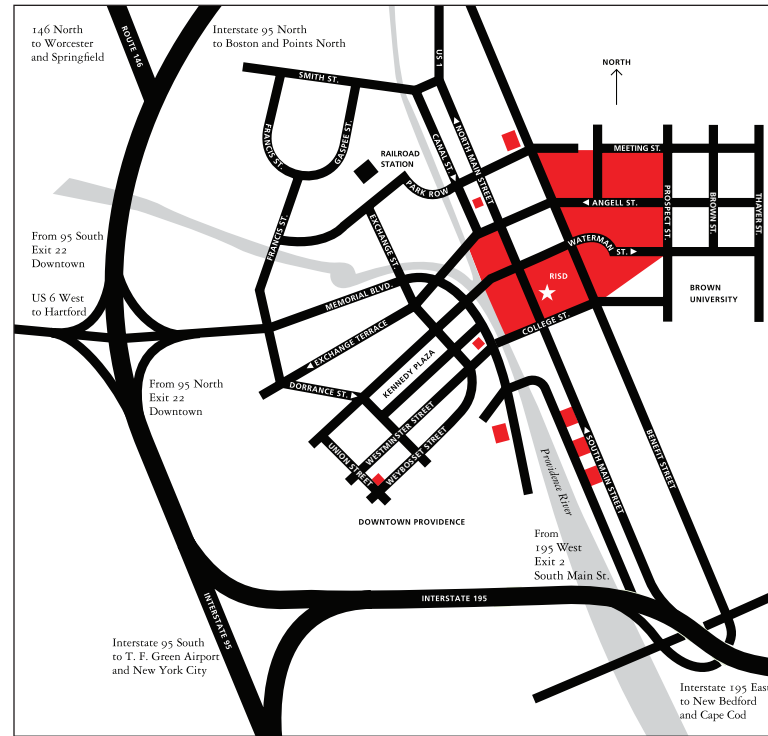 146 North
to Worcester
and Springfield
ROUTE 146
Interstate 95 North
to Boston and Points North
US 1
NORTH
SMITH ST.
FRANCIS ST.
GASPEE ST.
CANAL ST.
NORTH MAIN STREET
RAILROAD
STATION
PARK ROW
MEETING ST.
ANGELL ST.
PROSPECT ST.
BROWN ST.
THAYER ST.
WATERMAN
ST.
FRANCIS ST.
EXCHANGE ST.
From 95 South
Exit 22
Downtown
US 6 West
to Hartford
MEMORIAL BLVD.
RISD
BROWN
UNIVERSITY
COLLEGE ST.
EXCHANGE TERRACE
KENNEDY PLAZA
From 95 North
Exit 22
Downtown
DORRANCE ST.
WESTMINSTER STREET
UNION STREET
WEYBOSSET STREET
SOUTH MAIN STREET
BENEFIT STREET
Providence River
DOWNTOWN PROVIDENCE
From
195 West
Exit 2
South Main St.
INTERSTATE 195
INTERSTATE 95
Interstate 95 South
to T. F. Green Airport
and New York City
Interstate 195 East
to New Bedford
and Cape Cod